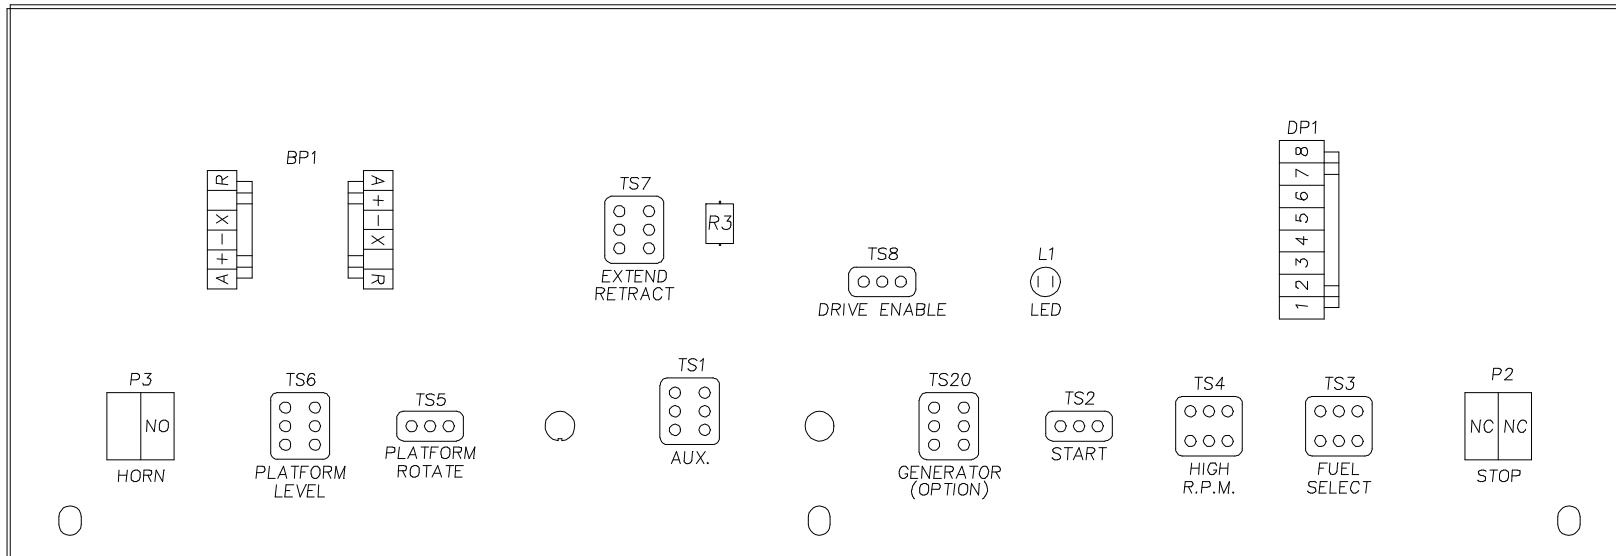 DP1
8
7
6
5
4
3
2
1
BP1
R
X
-
+
A
A
+
-
X
R
TS7
EXTEND
RETRACT
R3
TS8
DRIVE ENABLE
L1
LED
P3
NO
HORN
TS6
PLATFORM
LEVEL
TS5
PLATFORM
ROTATE
TS1
AUX.
TS20
GENERATOR
(OPTION)
TS2
START
TS4
HIGH
R.P.M.
TS3
FUEL
SELECT
P2
NC NC
STOP